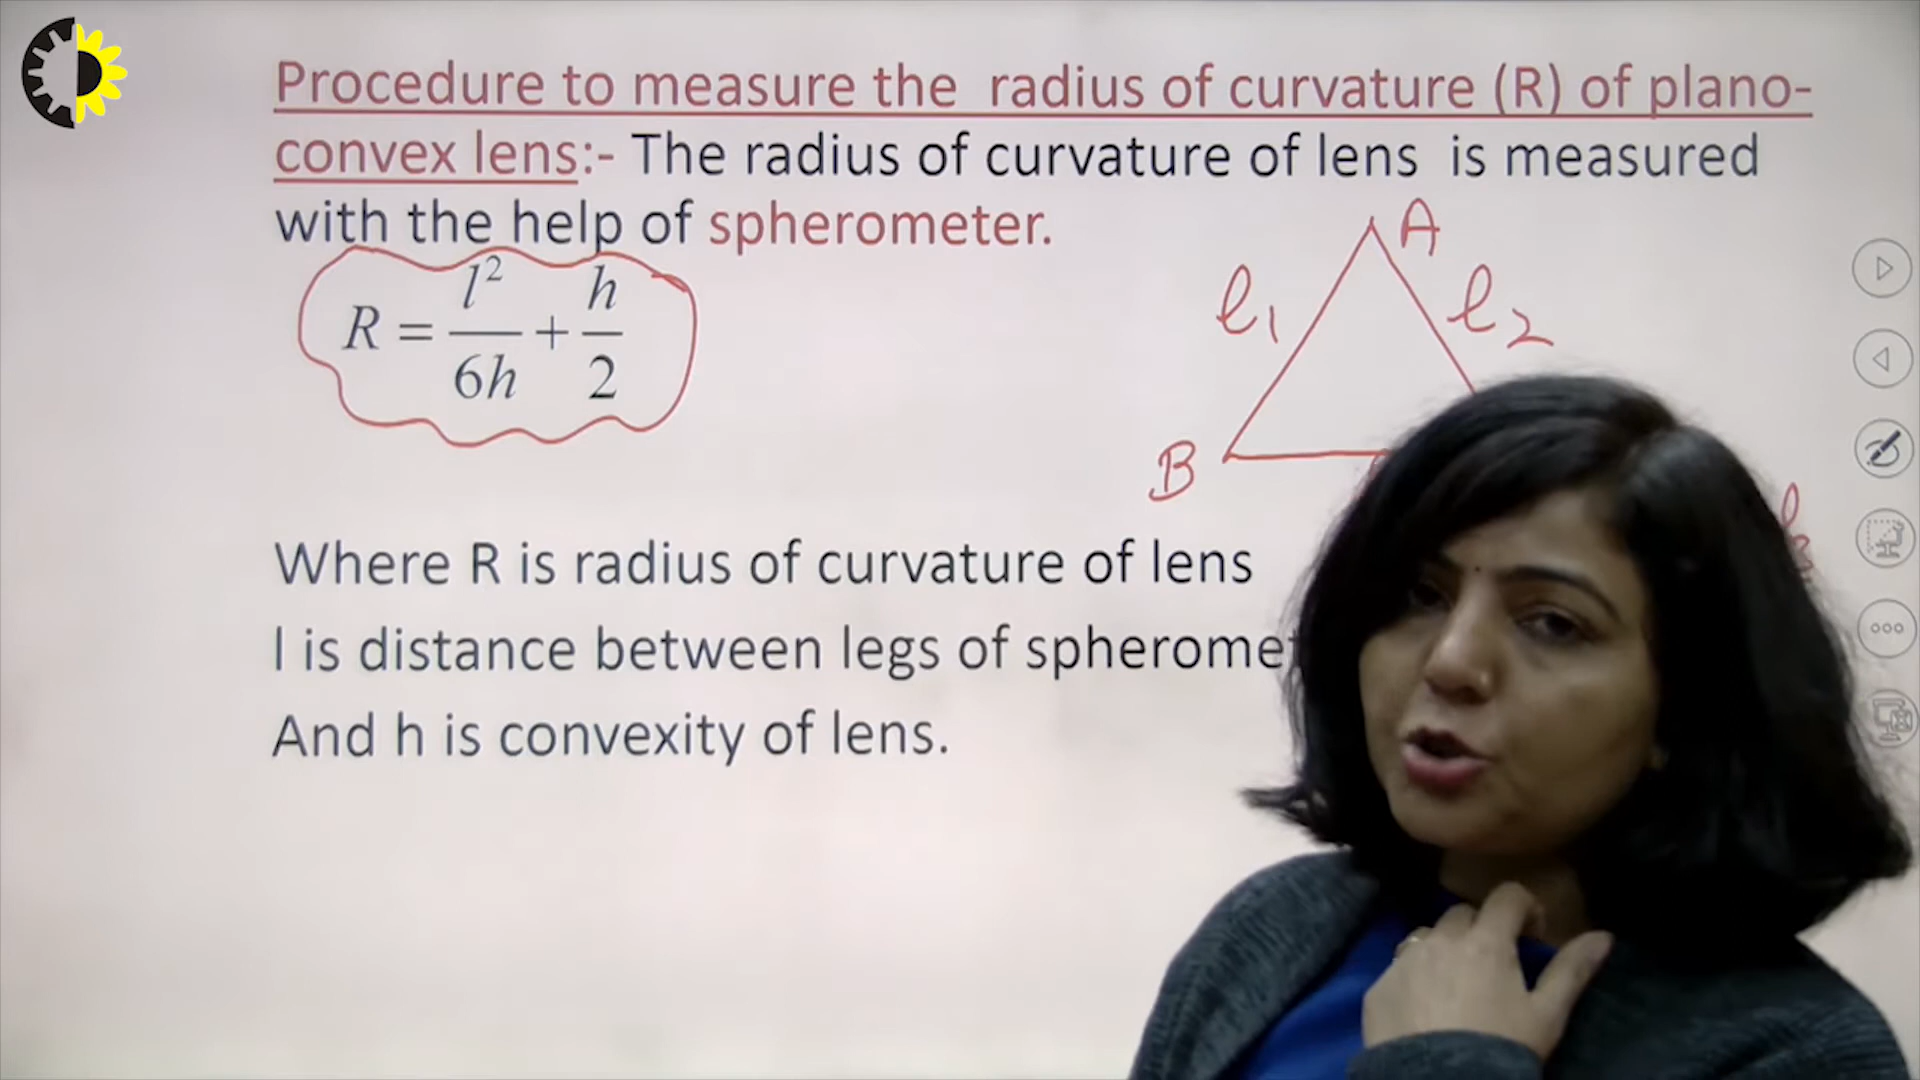 Procedure to measure the radius of curvature (R) of plano-
convex lens:- The radius of curvature of lens is measured
with the help of spherometer.
R = l²/6h + h/2
A
l1
l2
B
Where R is radius of curvature of lens
l is distance between legs of
And h is convexity of lens.